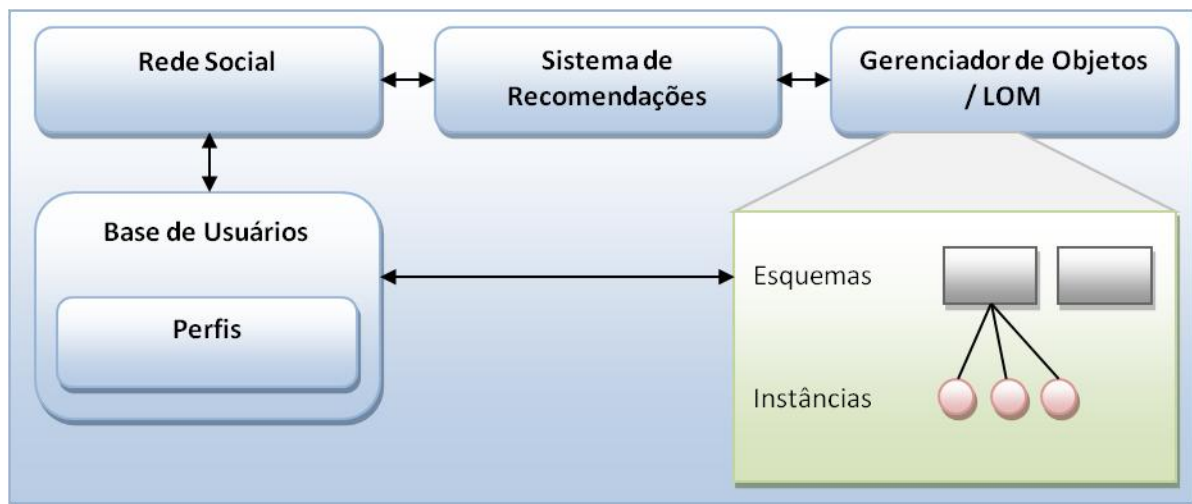 Rede Social
Sistema de
Recomendações
Gerenciador de Objetos
/ LOM
Base de Usuários
Perfis
Esquemas
Instâncias